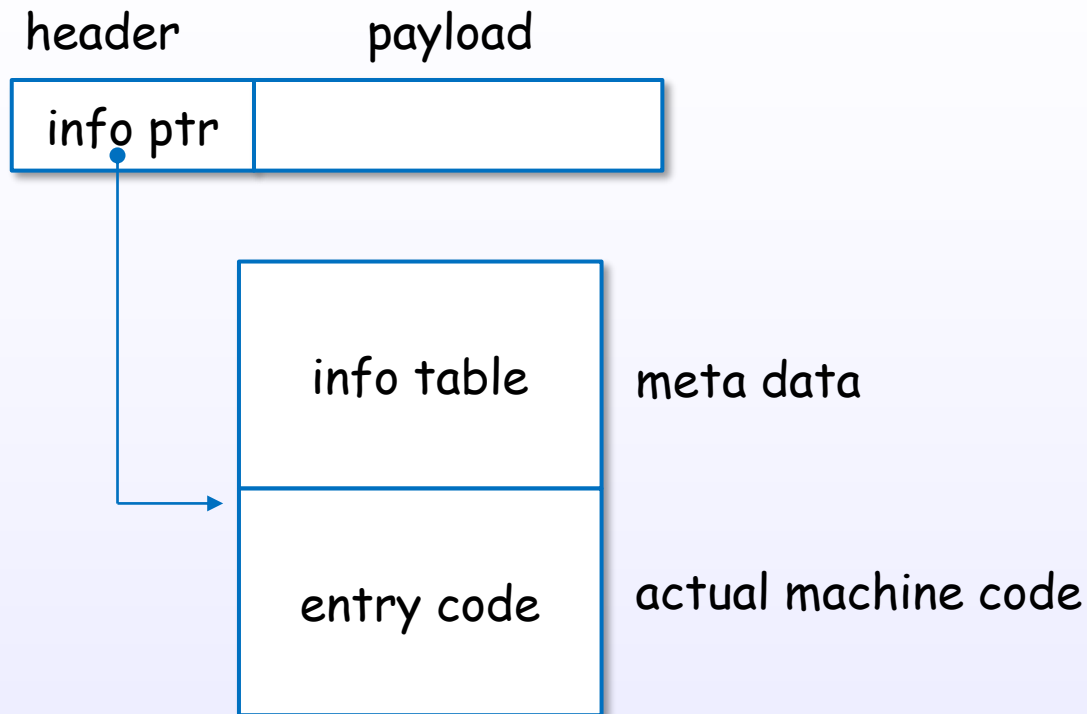 header payload
info ptr
info table meta data
entry code actual machine code